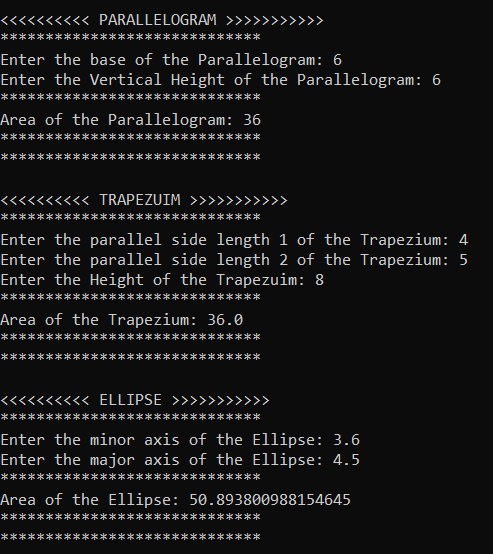 <<<<<<<<<< PARALLELOGRAM >>>>>>>>>>>
*****************************
Enter the base of the Parallelogram: 6
Enter the Vertical Height of the Parallelogram: 6
*****************************
Area of the Parallelogram: 36
*****************************
*****************************
<<<<<<<<<< TRAPEZUIM >>>>>>>>>>>
*****************************
Enter the parallel side length 1 of the Trapezium: 4
Enter the parallel side length 2 of the Trapezium: 5
Enter the Height of the Trapezuim: 8
*****************************
Area of the Trapezium: 36.0
*****************************
*****************************
<<<<<<<<<< ELLIPSE >>>>>>>>>>>
*****************************
Enter the minor axis of the Ellipse: 3.6
Enter the major axis of the Ellipse: 4.5
*****************************
Area of the Ellipse: 50.893800988154645
*****************************
*****************************